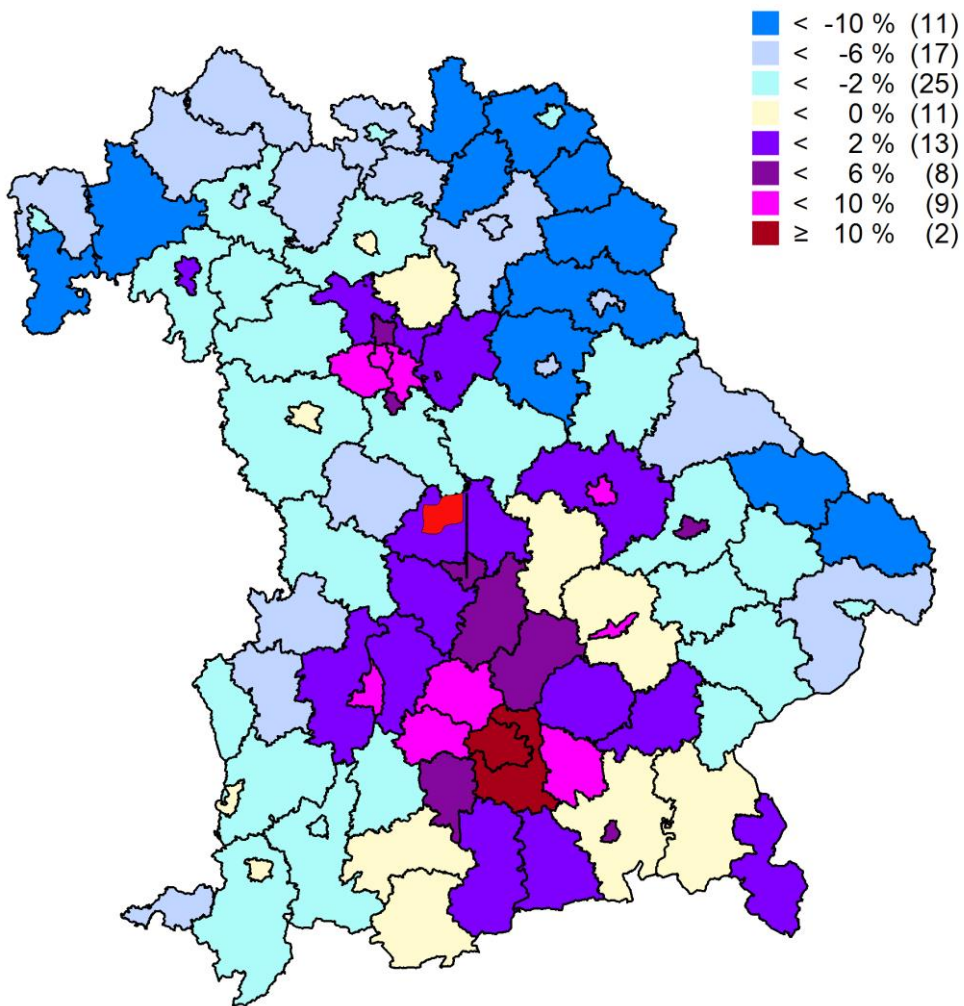 < -10 % (11)
< -6 % (17)
< -2 % (25)
< 0 % (11)
< 2 % (13)
< 6 % (8)
< 10 % (9)
≥ 10 % (2)